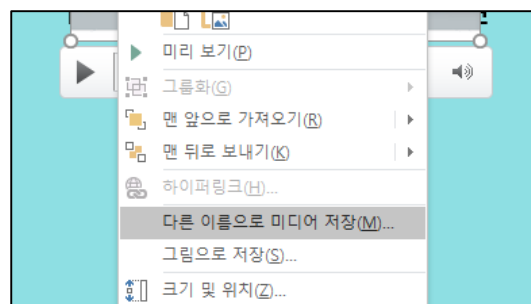 미리 보기(P)
그룹화(G)
맨 앞으로 가져오기(R)
맨 뒤로 보내기(K)
하이퍼링크(H)...
다른 이름으로 미디어 저장(M)...
그림으로 저장(S)...
크기 및 위치(Z)...